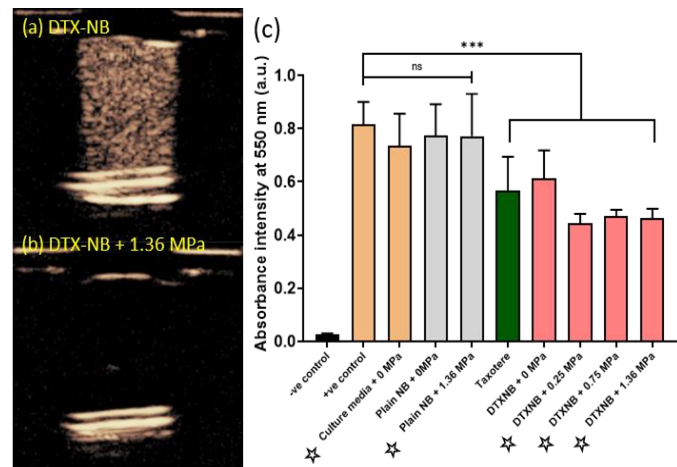 (a) DTX-NB
(b) DTX-NB + 1.36 MPa
(c)
***
ns
Absorbance intensity at 550 nm (a.u.)
1.0
0.8
0.6
0.4
0.2
0.0
-ve control
+ve control
Culture media + 0 MPa
Plain NB + 0MPa
Plain NB + 1.36 MPa
Taxotere
DTXNB + 0 MPa
DTXNB + 0.25 MPa
DTXNB + 0.75 MPa
DTXNB + 1.36 MPa